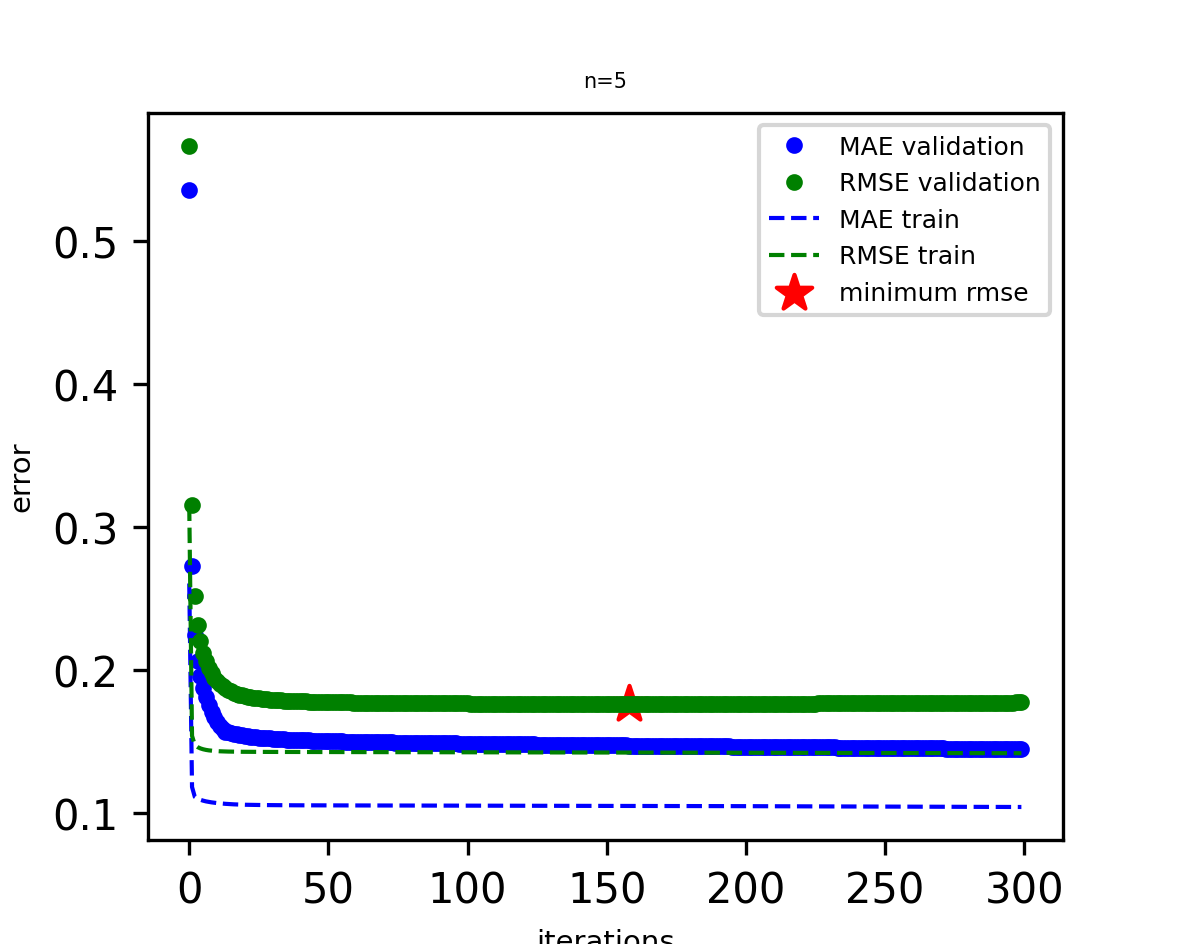 n=5
MAE validation
RMSE validation
MAE train
RMSE train
minimum rmse
error
0.5
0.4
0.3
0.2
0.1
0 50 100 150 200 250 300
iterations